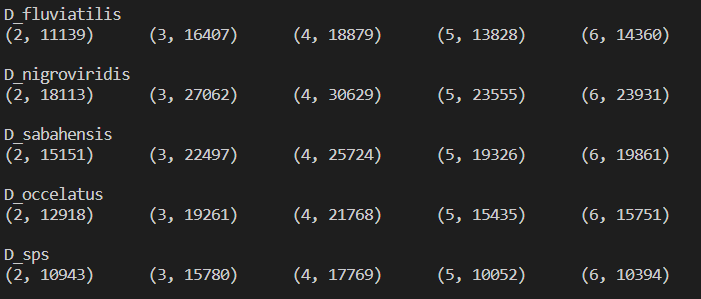 D_fluviatilis
(2, 11139) (3, 16407) (4, 18879) (5, 13828) (6, 14360)
D_nigroviridis
(2, 18113) (3, 27062) (4, 30629) (5, 23555) (6, 23931)
D_sabahensis
(2, 15151) (3, 22497) (4, 25724) (5, 19326) (6, 19861)
D_occelatus
(2, 12918) (3, 19261) (4, 21768) (5, 15435) (6, 15751)
D_sps
(2, 10943) (3, 15780) (4, 17769) (5, 10052) (6, 10394)